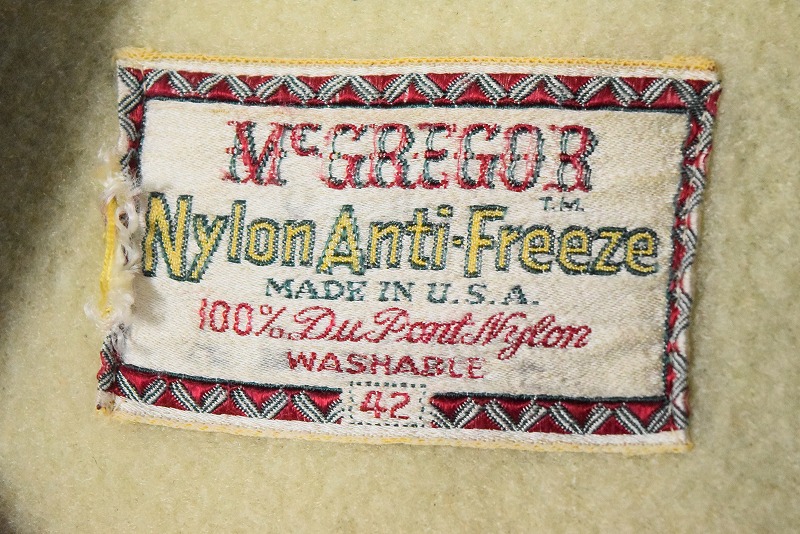 McGREGOR
T.M.
Nylon Anti-Freeze
MADE IN U.S.A.
100% DuPont Nylon
WASHABLE
42